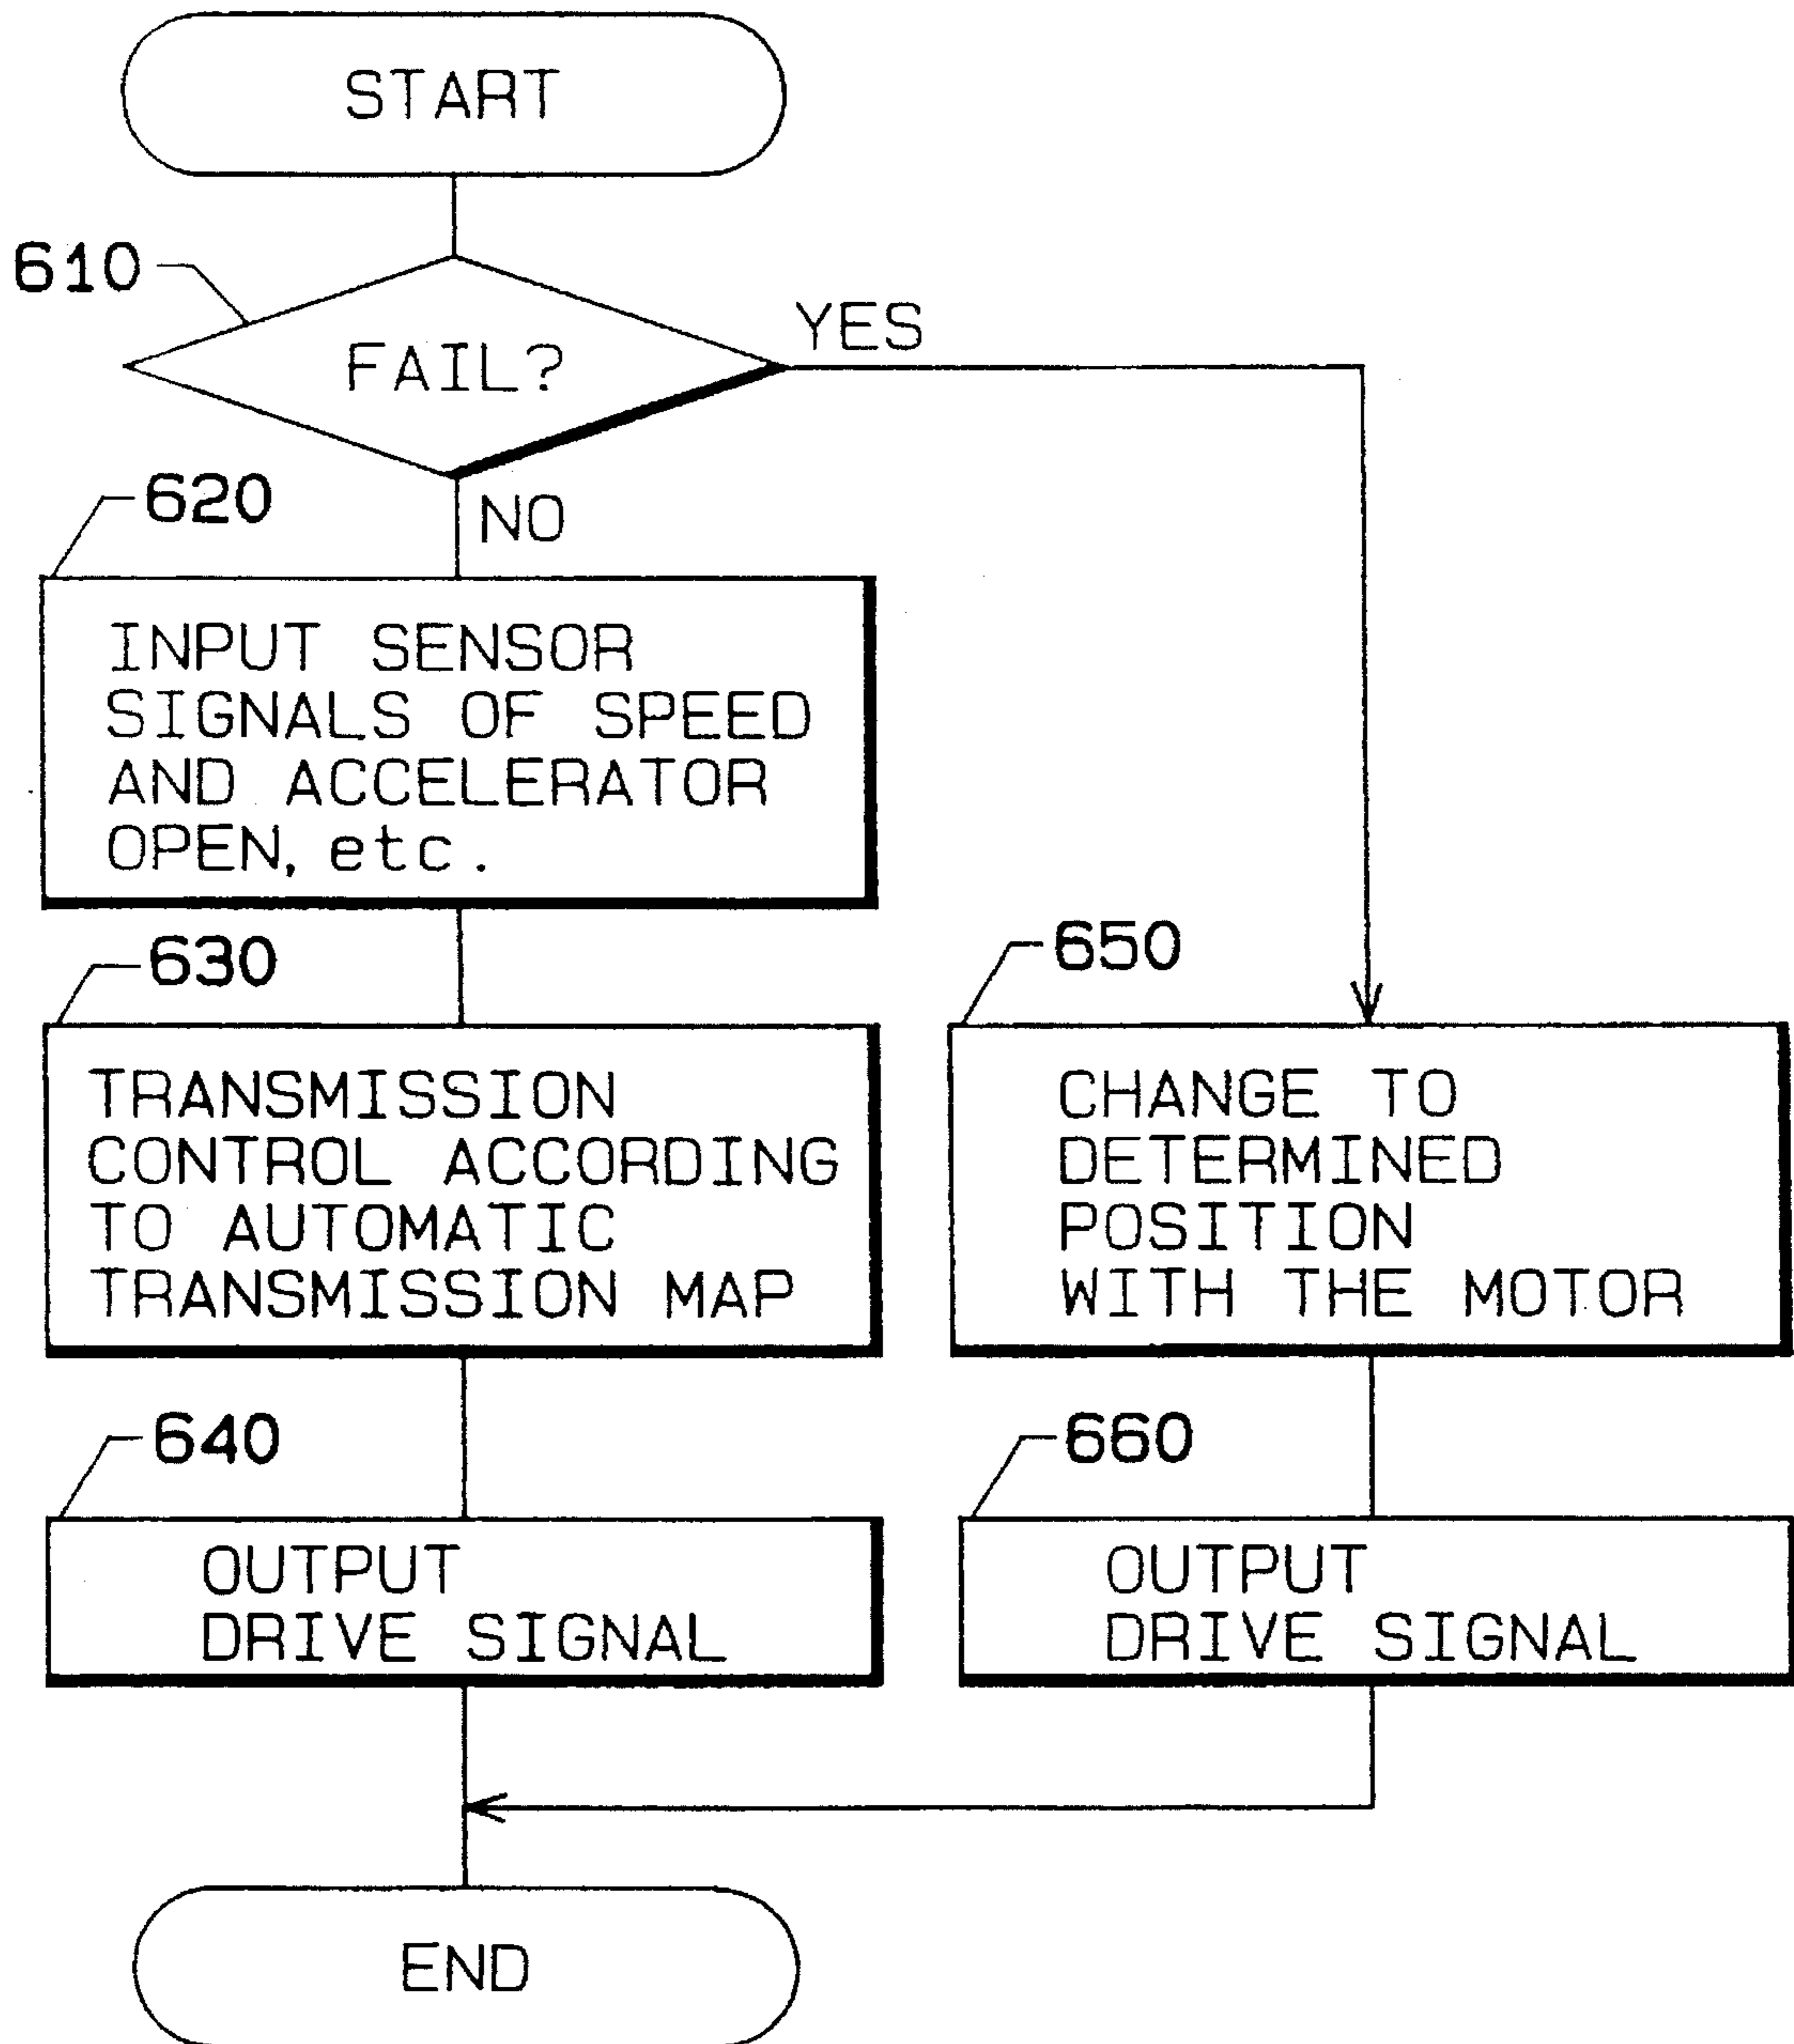 START
610
FAIL?
YES
NO
620
INPUT SENSOR
SIGNALS OF SPEED
AND ACCELERATOR
OPEN, etc.
630
TRANSMISSION
CONTROL ACCORDING
TO AUTOMATIC
TRANSMISSION MAP
650
CHANGE TO
DETERMINED
POSITION
WITH THE MOTOR
640
OUTPUT
DRIVE SIGNAL
660
OUTPUT
DRIVE SIGNAL
END